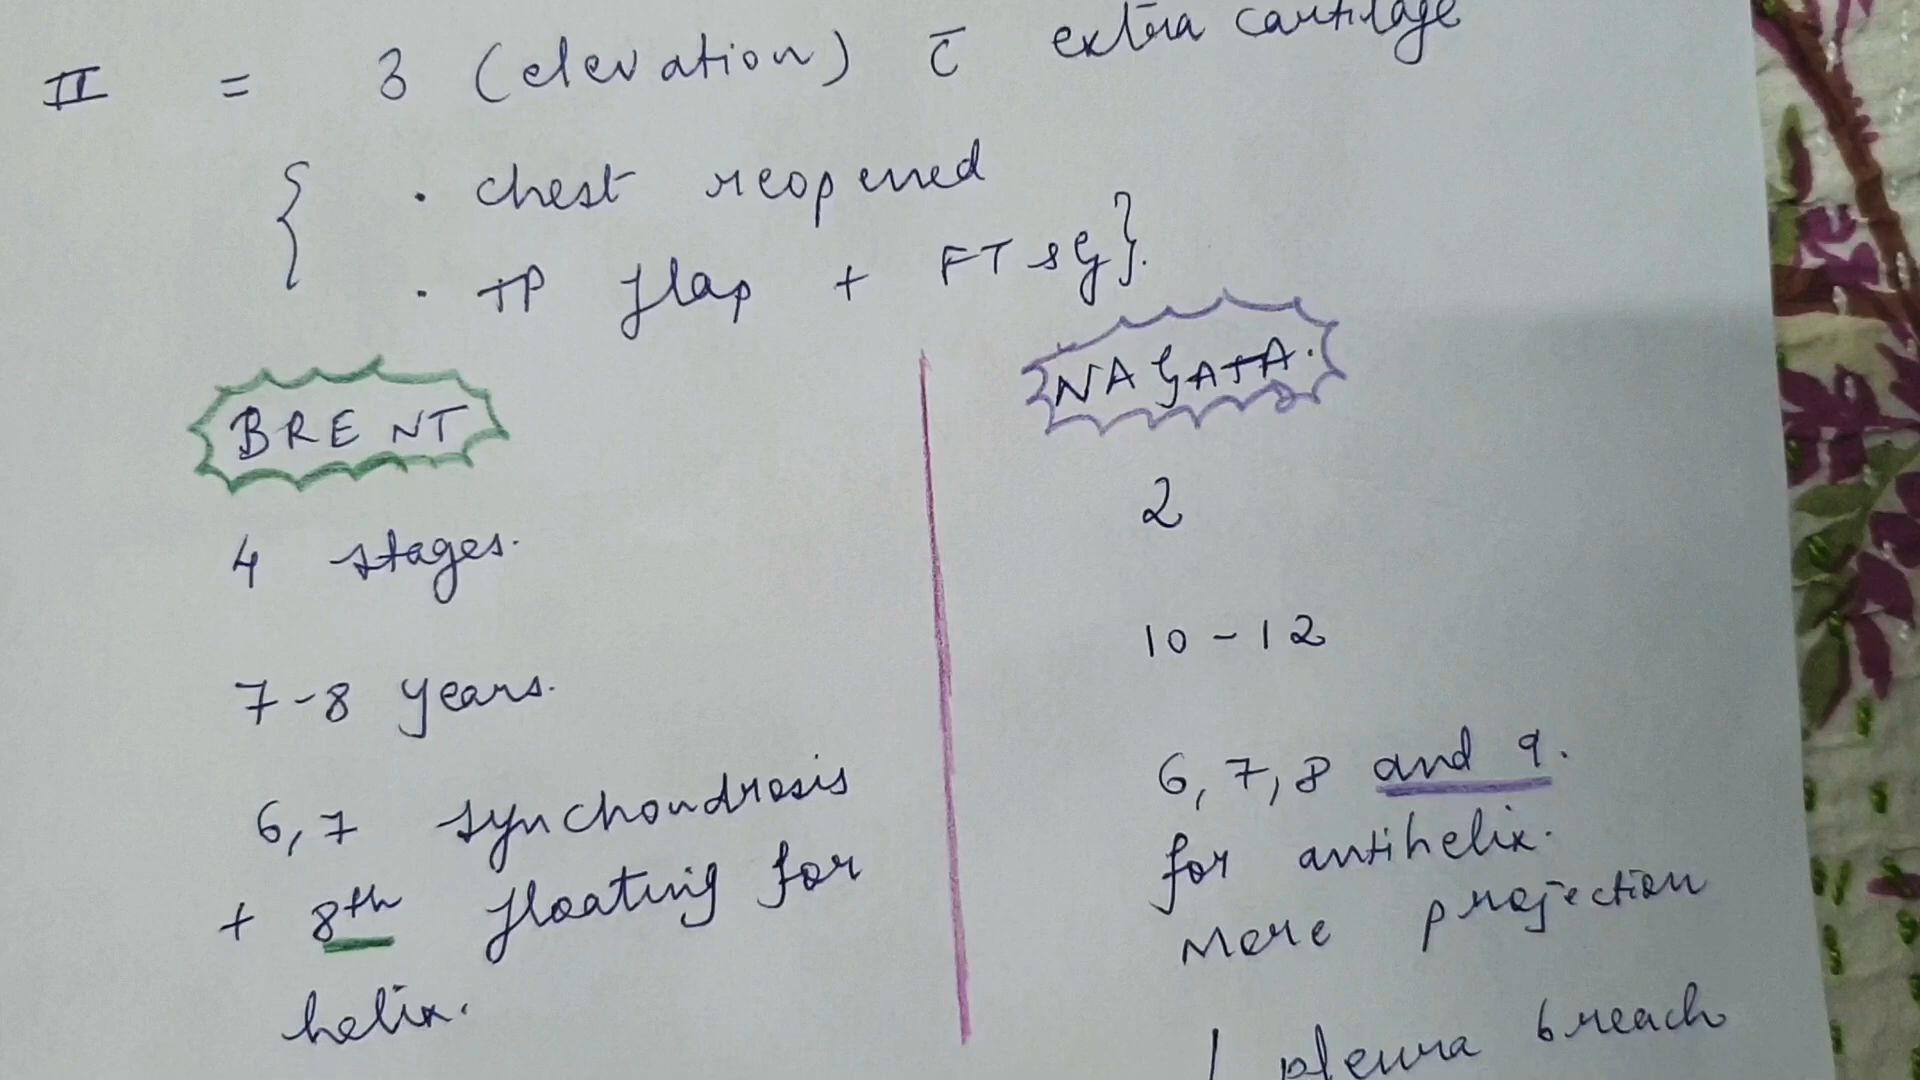 II = 3 (elevation) c̄ extra cartilage
{ . chest reopened
. TP flap + FTSG}.
BRENT
NAGATA.
4 stages.
2
7-8 years.
10-12
6,7 synchondrosis
+ 8th floating for
helix.
6,7,8 and 9.
for antihelix.
more projection
pleura breach